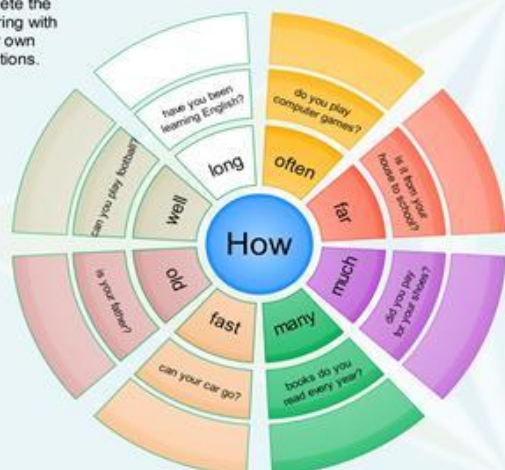 ete the
ring with
own
tions.
How
often
do you play
computer games?
far
is it from your
house to school?
much
did you pay
for your shoes?
many
books do you
read every year?
fast
can your car go?
old
is your father?
well
can you play football?
long
have you been
learning English?